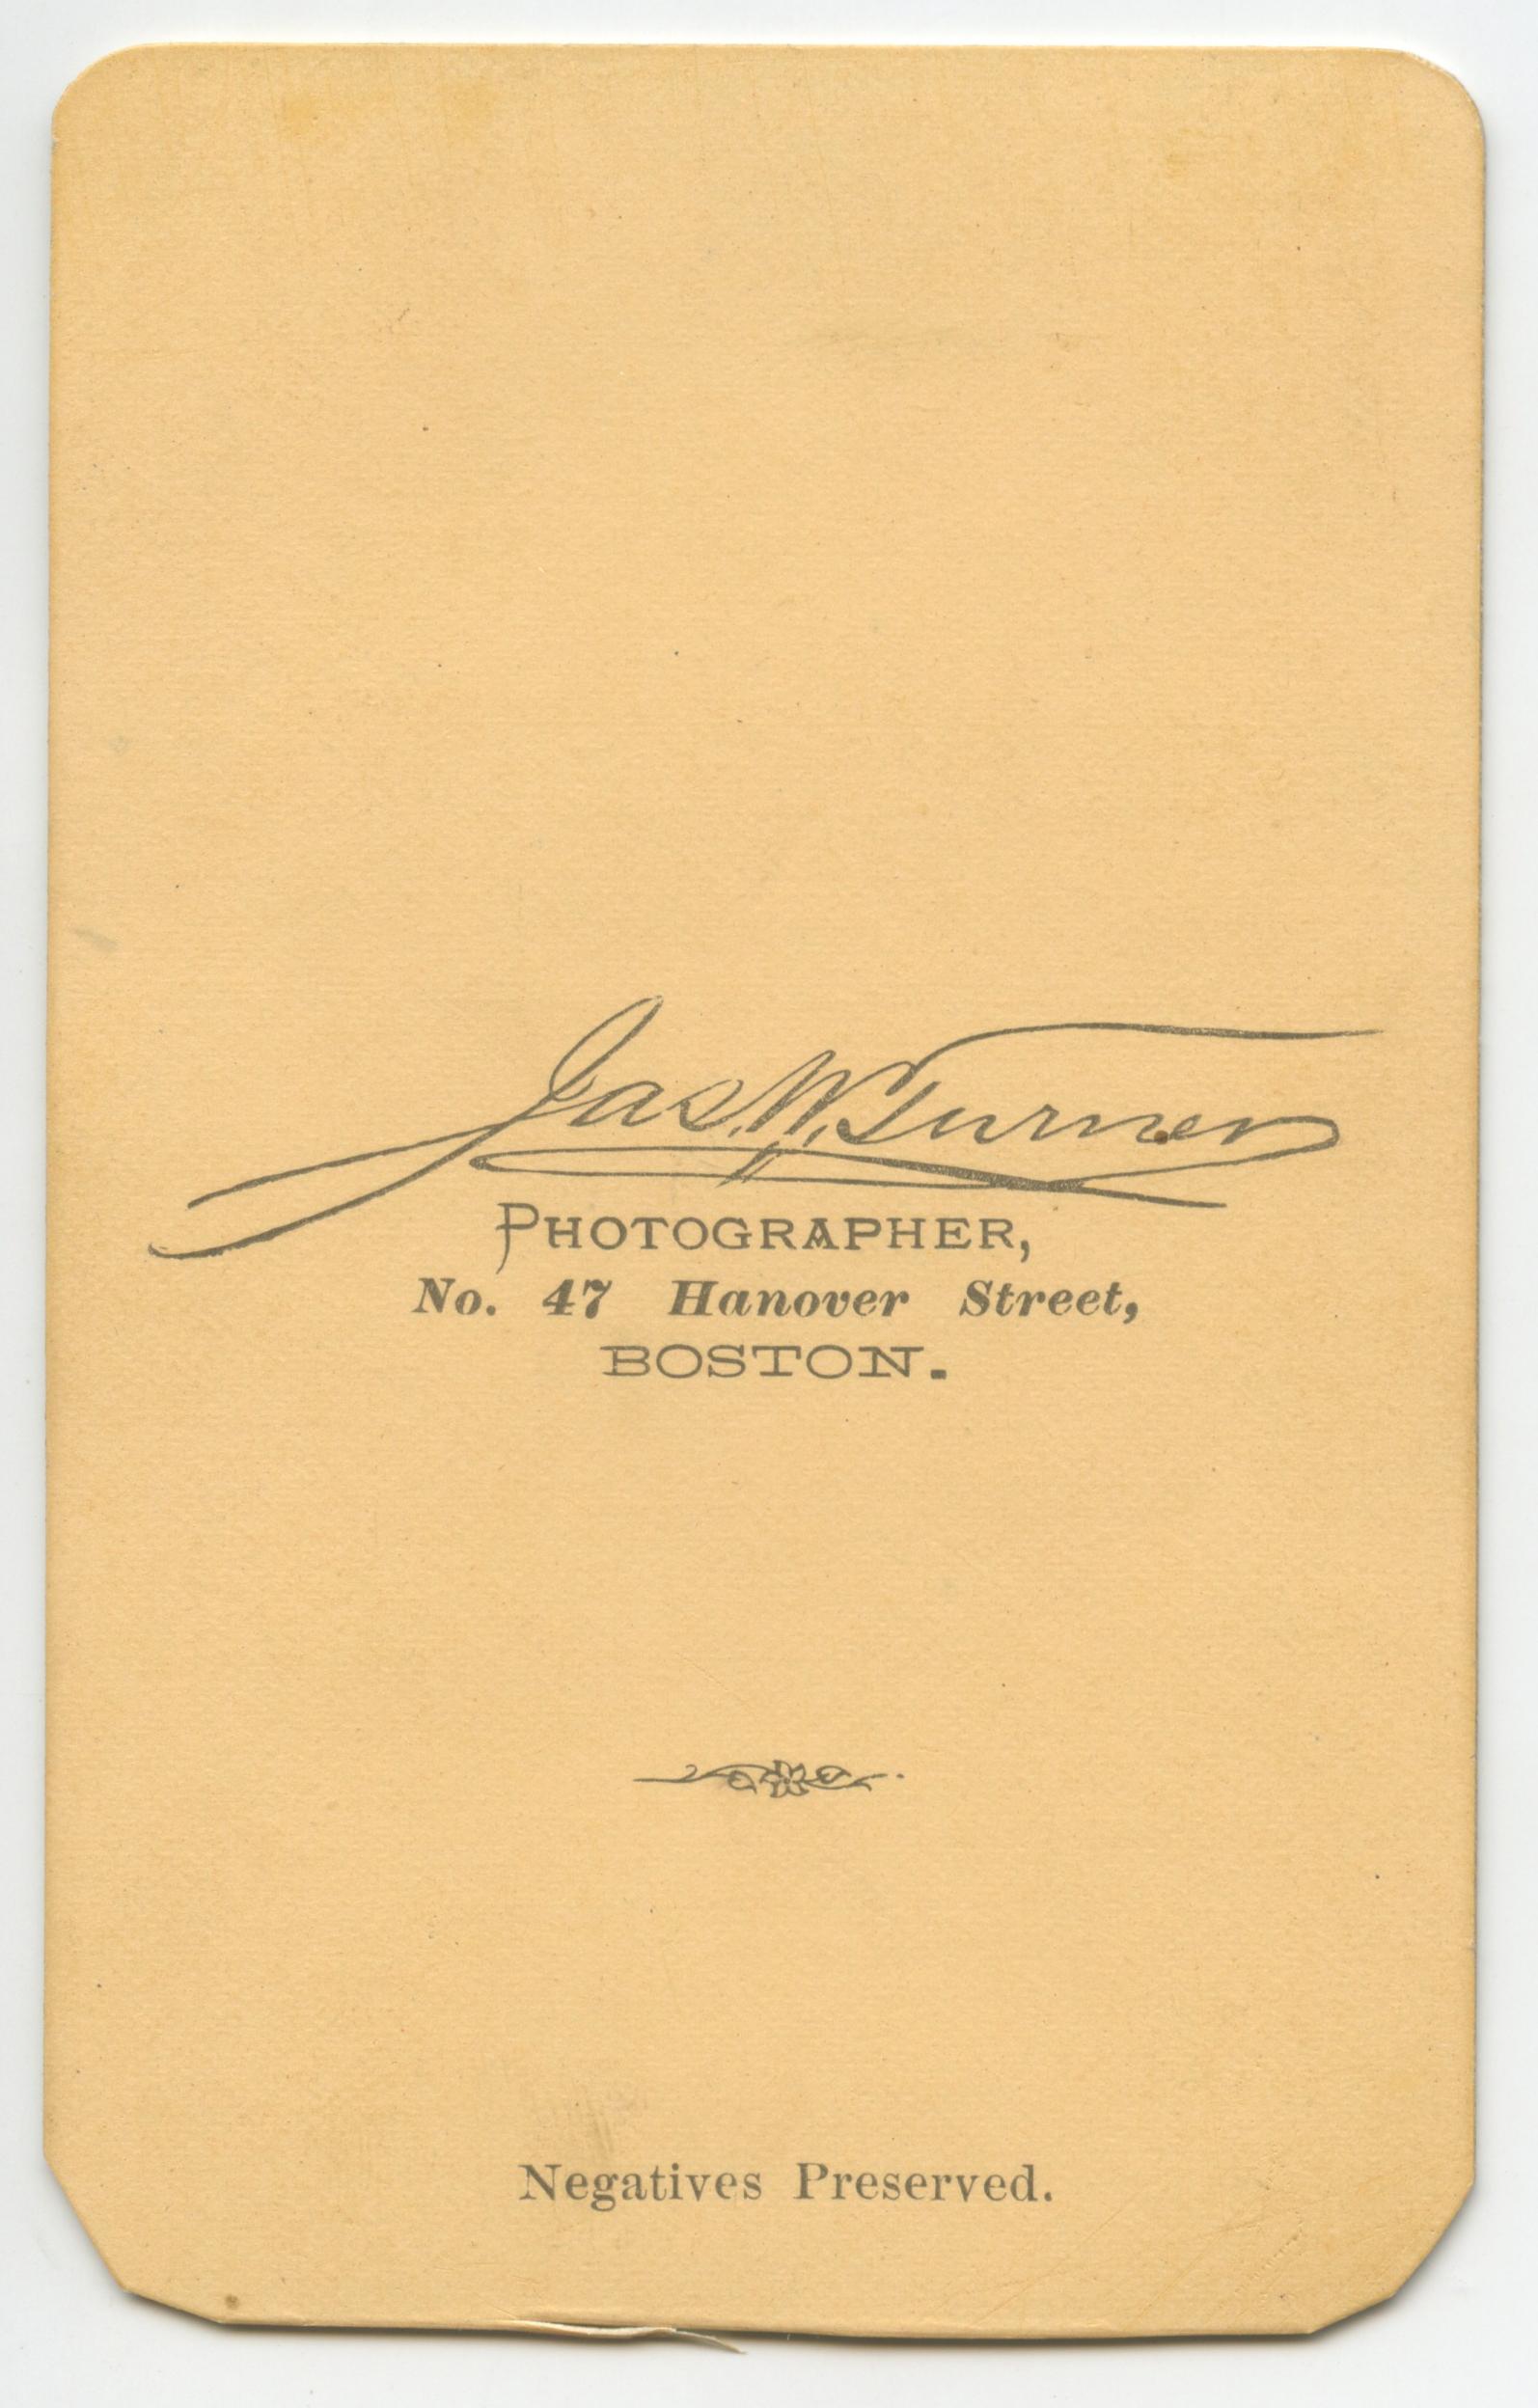 Jas. W. Turner
PHOTOGRAPHER,
No. 47 Hanover Street,
BOSTON.
Negatives Preserved.